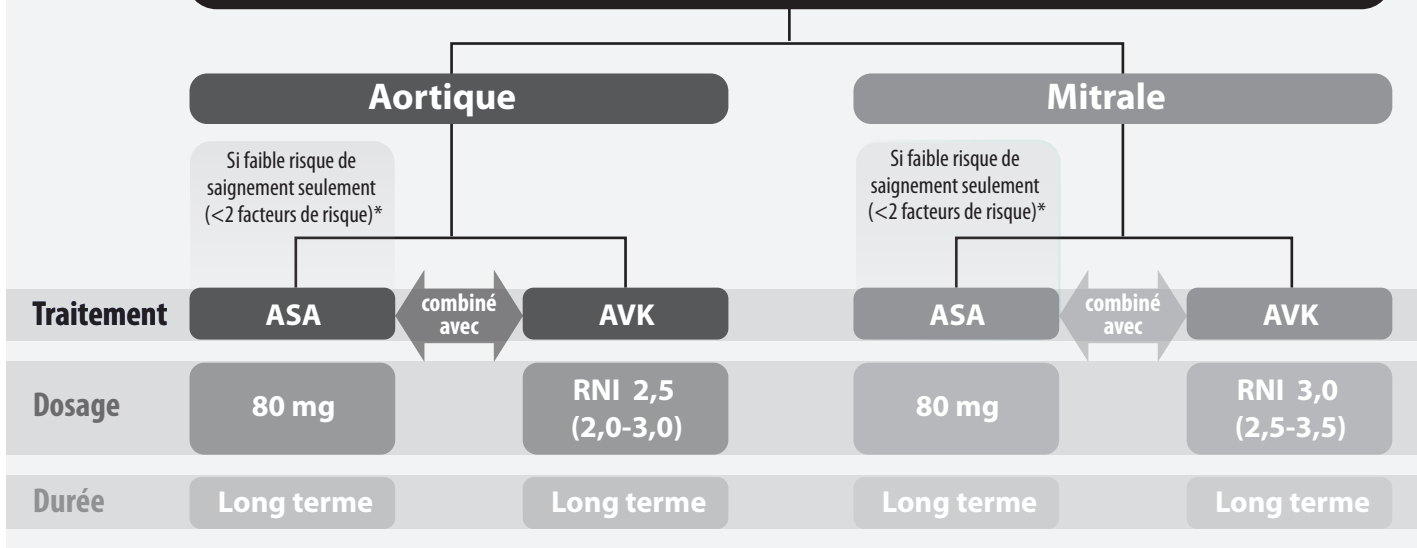 Aortique
Mitrale
Si faible risque de
saignement seulement
(<2 facteurs de risque)*
Si faible risque de
saignement seulement
(<2 facteurs de risque)*
Traitement
ASA
combiné
avec
AVK
ASA
combiné
avec
AVK
Dosage
80 mg
RNI 2,5
(2,0-3,0)
80 mg
RNI 3,0
(2,5-3,5)
Durée
Long terme
Long terme
Long terme
Long terme